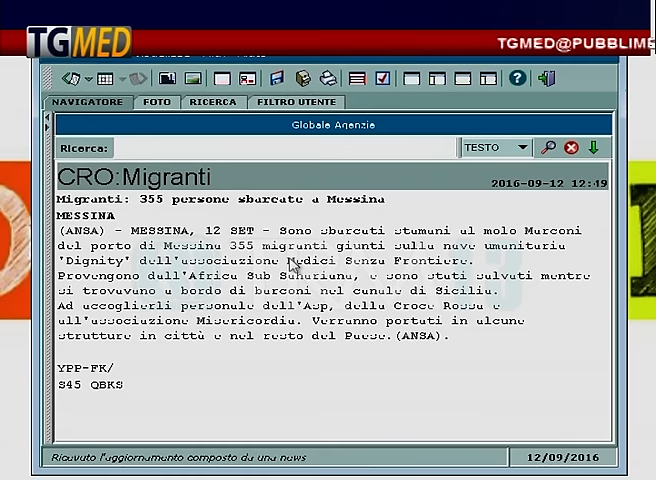 TGMED
TGMED@PUBBLIME
NAVIGATORE FOTO RICERCA FILTRO UTENTE
Globale Agenzie
Ricerca: TESTO
CRO:Migranti
2016-09-12 12:49
Migranti: 355 persone sbarcate a Messina
MESSINA
(ANSA) - MESSINA, 12 SET - Sono sbarcati stamani al molo Marconi
del porto di Messina 355 migranti giunti sulla nave umanitaria
'Dignity' dell'associazione Medici Senza Frontiere.
Provengono dall'Africa Sub Sahariana, e sono stati salvati mentre
si trovavano a bordo di barconi nel canale di Sicilia.
Ad accoglierli personale dell'Asp, della Croce Rossa e
all'associazione Misericordia. Verranno portati in alcune
strutture in città e nel resto del Paese.(ANSA).
YPP-FK/
S45 QBKS
Ricevuto l'aggiornamento composto da una news 12/09/2016